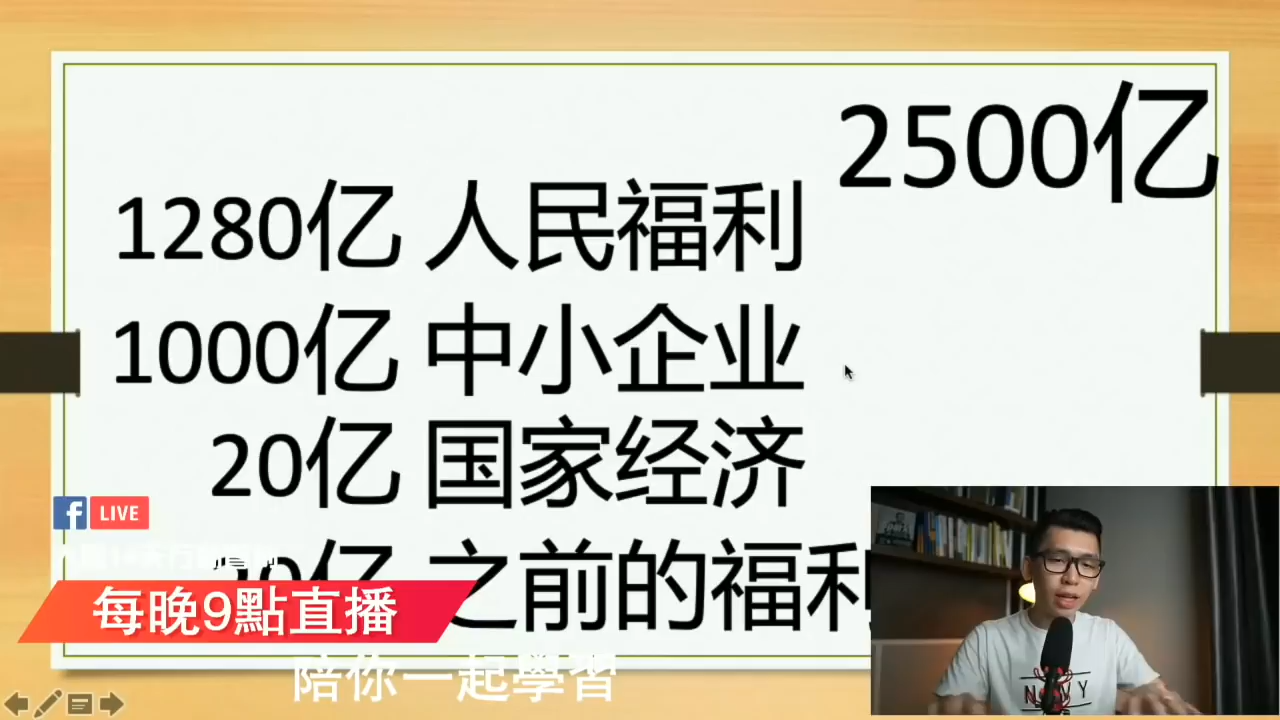 2500亿
1280亿 人民福利
1000亿 中小企业
20亿 国家经济
亿 之前的福利
f LIVE
每晚9點直播
陪你一起學習
NAVY